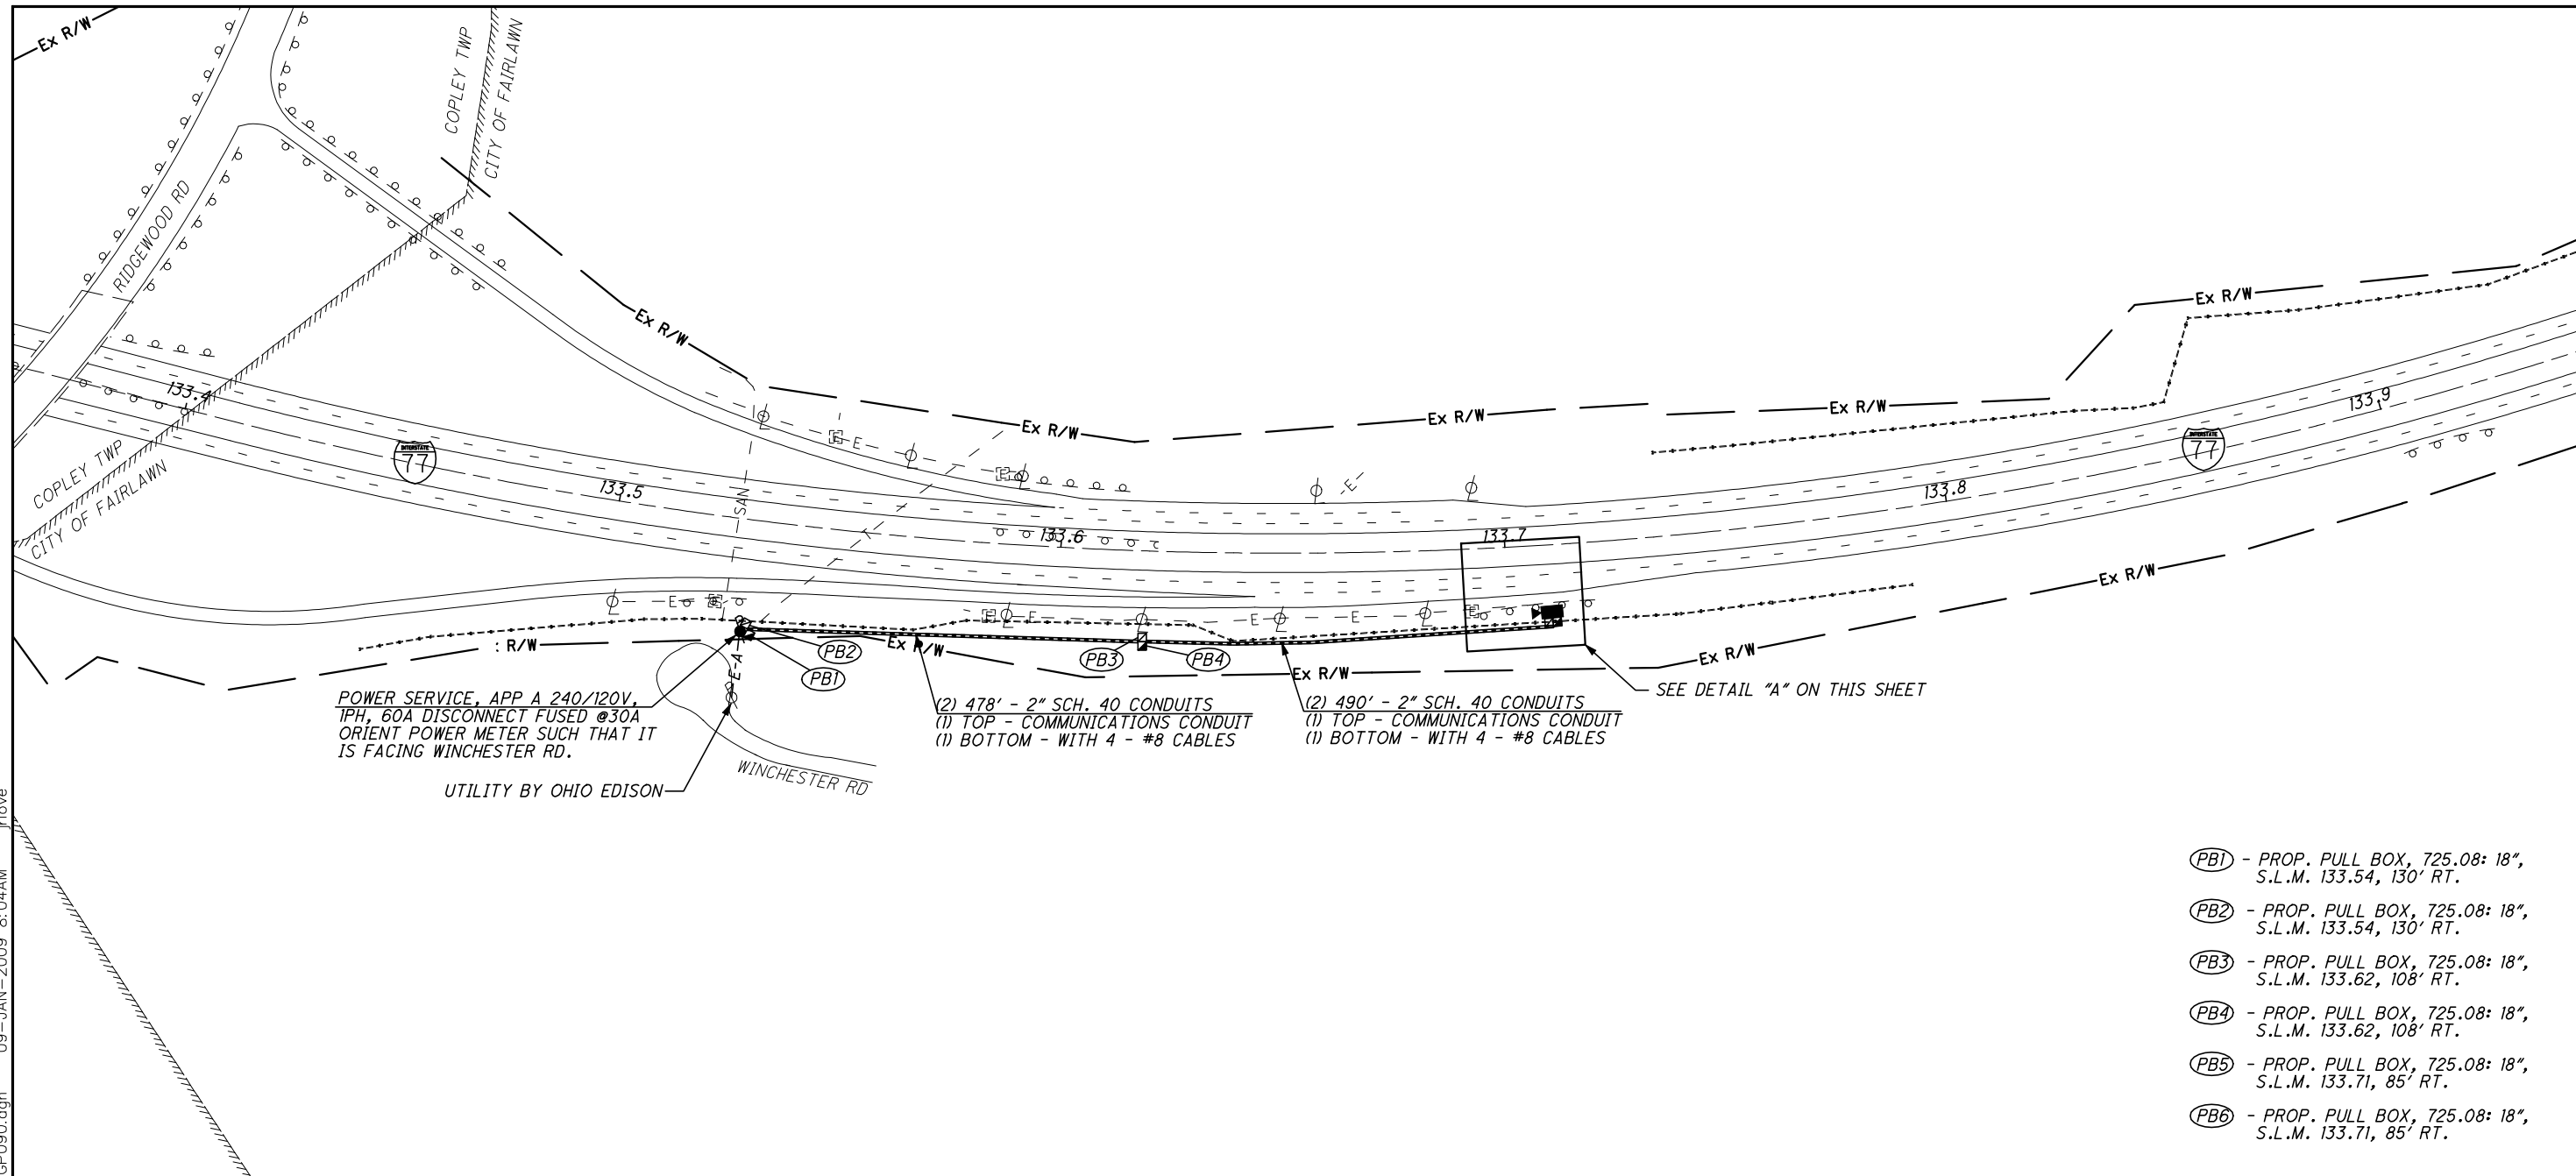 Ex R/W
COPLEY TWP
CITY OF FAIRLAWN
RIDGEWOOD RD
Ex R/W
Ex R/W
Ex R/W
Ex R/W
Ex R/W
133.4
133.5
133.6
133.7
133.8
133.9
INTERSTATE
77
INTERSTATE
77
COPLEY TWP
CITY OF FAIRLAWN
SAN
T
E
E
E
E
E
E
E
E
E
E
E
E
: R/W
Ex R/W
Ex R/W
Ex R/W
Ex R/W
E-A
PB2
PB1
PB3
PB4
POWER SERVICE, APP A 240/120V,
1PH, 60A DISCONNECT FUSED @30A
ORIENT POWER METER SUCH THAT IT
IS FACING WINCHESTER RD.
UTILITY BY OHIO EDISON
WINCHESTER RD
(2) 478' - 2" SCH. 40 CONDUITS
(1) TOP - COMMUNICATIONS CONDUIT
(1) BOTTOM - WITH 4 - #8 CABLES
(2) 490' - 2" SCH. 40 CONDUITS
(1) TOP - COMMUNICATIONS CONDUIT
(1) BOTTOM - WITH 4 - #8 CABLES
SEE DETAIL "A" ON THIS SHEET
PB1 - PROP. PULL BOX, 725.08: 18",
S.L.M. 133.54, 130' RT.
PB2 - PROP. PULL BOX, 725.08: 18",
S.L.M. 133.54, 130' RT.
PB3 - PROP. PULL BOX, 725.08: 18",
S.L.M. 133.62, 108' RT.
PB4 - PROP. PULL BOX, 725.08: 18",
S.L.M. 133.62, 108' RT.
PB5 - PROP. PULL BOX, 725.08: 18",
S.L.M. 133.71, 85' RT.
PB6 - PROP. PULL BOX, 725.08: 18",
S.L.M. 133.71, 85' RT.
GP090.dgn 09-JAN-2009 8:04AM jhove